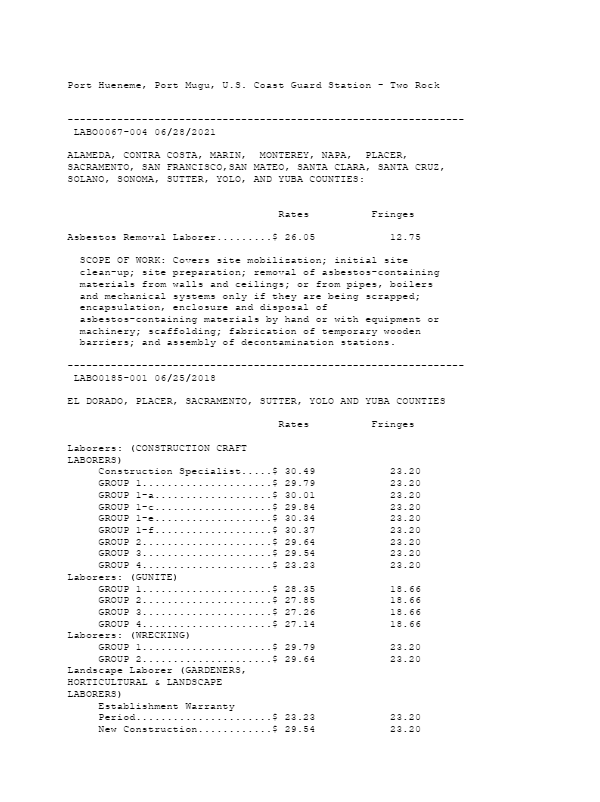 Port Hueneme, Port Mugu, U.S. Coast Guard Station - Two Rock
----------------------------------------------------------------
LABO0067-004 06/28/2021
ALAMEDA, CONTRA COSTA, MARIN,  MONTEREY, NAPA,  PLACER,
SACRAMENTO, SAN FRANCISCO,SAN MATEO, SANTA CLARA, SANTA CRUZ,
SOLANO, SONOMA, SUTTER, YOLO, AND YUBA COUNTIES:
Rates          Fringes
Asbestos Removal Laborer.........$ 26.05            12.75
SCOPE OF WORK: Covers site mobilization; initial site
clean-up; site preparation; removal of asbestos-containing
materials from walls and ceilings; or from pipes, boilers
and mechanical systems only if they are being scrapped;
encapsulation, enclosure and disposal of
asbestos-containing materials by hand or with equipment or
machinery; scaffolding; fabrication of temporary wooden
barriers; and assembly of decontamination stations.
----------------------------------------------------------------
LABO0185-001 06/25/2018
EL DORADO, PLACER, SACRAMENTO, SUTTER, YOLO AND YUBA COUNTIES
Rates          Fringes
Laborers: (CONSTRUCTION CRAFT
LABORERS)
Construction Specialist.....$ 30.49            23.20
GROUP 1.....................$ 29.79            23.20
GROUP 1-a...................$ 30.01            23.20
GROUP 1-c...................$ 29.84            23.20
GROUP 1-e...................$ 30.34            23.20
GROUP 1-f...................$ 30.37            23.20
GROUP 2.....................$ 29.64            23.20
GROUP 3.....................$ 29.54            23.20
GROUP 4.....................$ 23.23            23.20
Laborers: (GUNITE)
GROUP 1.....................$ 28.35            18.66
GROUP 2.....................$ 27.85            18.66
GROUP 3.....................$ 27.26            18.66
GROUP 4.....................$ 27.14            18.66
Laborers: (WRECKING)
GROUP 1.....................$ 29.79            23.20
GROUP 2.....................$ 29.64            23.20
Landscape Laborer (GARDENERS,
HORTICULTURAL & LANDSCAPE
LABORERS)
Establishment Warranty
Period......................$ 23.23            23.20
New Construction............$ 29.54            23.20